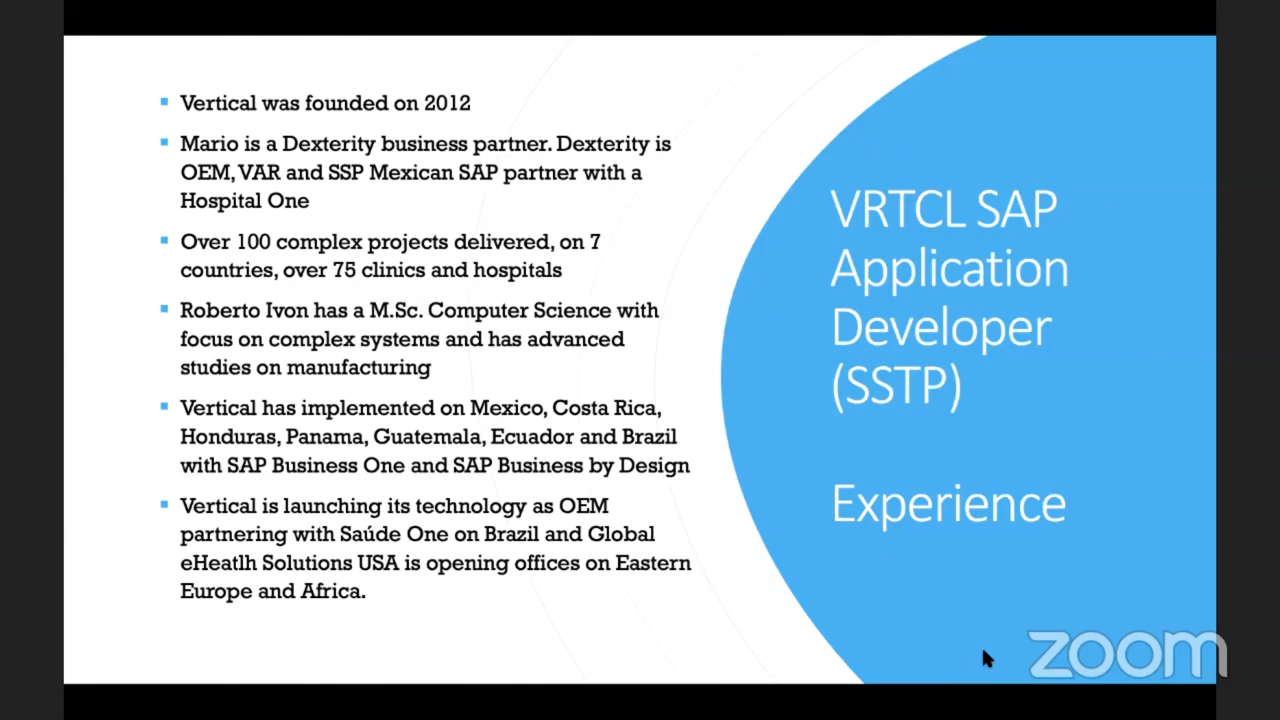 Vertical was founded on 2012
Mario is a Dexterity business partner. Dexterity is
OEM, VAR and SSP Mexican SAP partner with a
Hospital One
Over 100 complex projects delivered, on 7
countries, over 75 clinics and hospitals
Roberto Ivon has a M.Sc. Computer Science with
focus on complex systems and has advanced
studies on manufacturing
Vertical has implemented on Mexico, Costa Rica,
Honduras, Panama, Guatemala, Ecuador and Brazil
with SAP Business One and SAP Business by Design
Vertical is launching its technology as OEM
partnering with Saúde One on Brazil and Global
eHeatlh Solutions USA is opening offices on Eastern
Europe and Africa.
VRTCL SAP
Application
Developer
(SSTP)
Experience
zoom